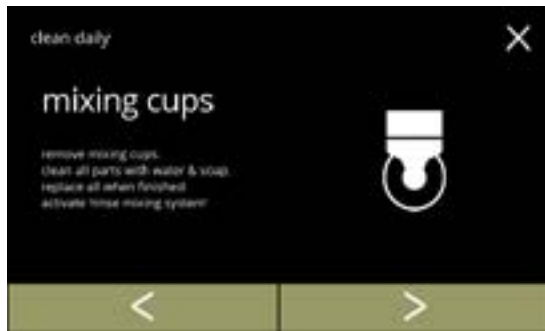 clean daily
mixing cups
remove mixing cups.
clean all parts with water & soap.
replace all when finished
activate 'rinse mixing system'